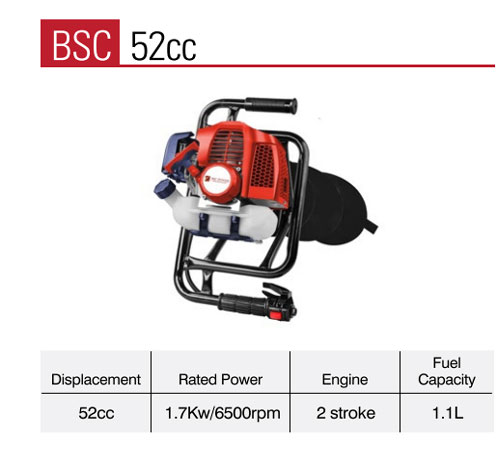 BSC 52cc
Displacement Rated Power Engine Fuel Capacity
52cc 1.7Kw/6500rpm 2 stroke 1.1L